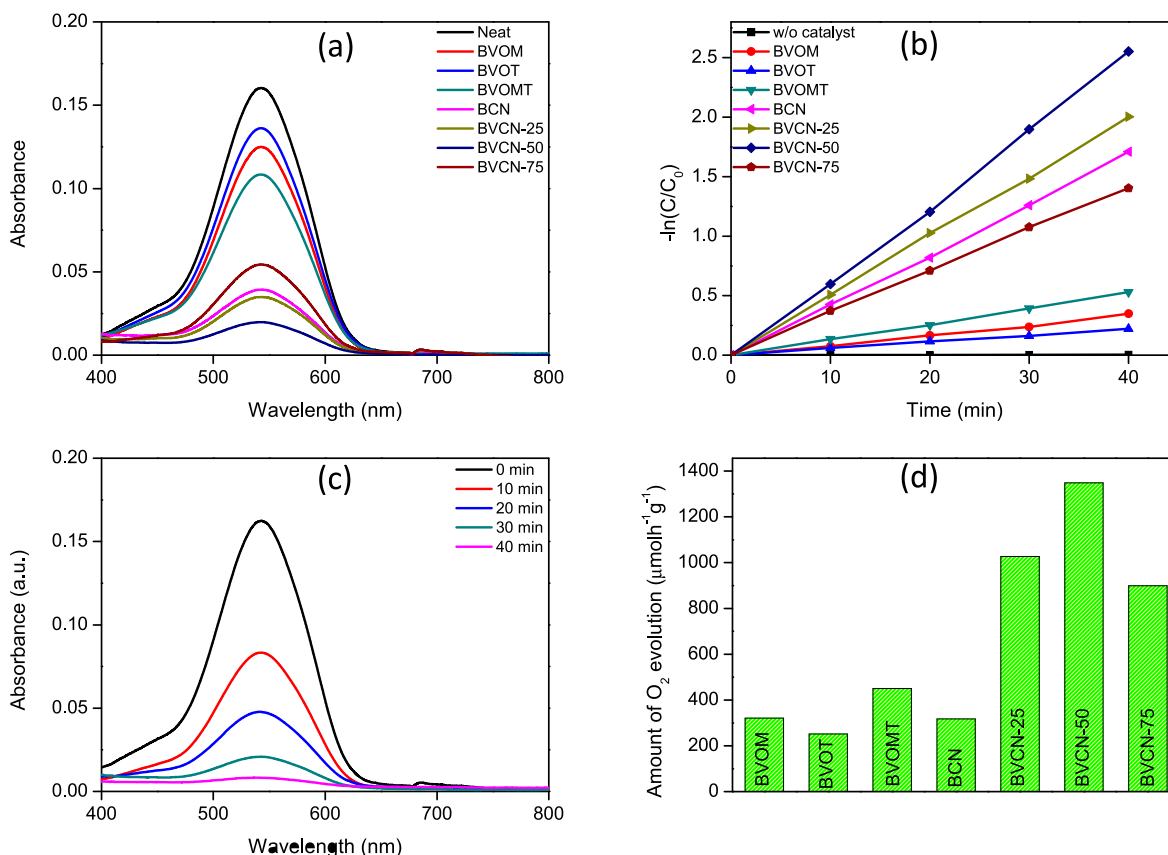 (a)
Neat
BVOM
BVOT
BVOMT
BCN
BVCN-25
BVCN-50
BVCN-75
0.20
0.15
0.10
0.05
0.00
Absorbance
400
500
600
700
800
Wavelength (nm)
(b)
w/o catalyst
BVOM
BVOT
BVOMT
BCN
BVCN-25
BVCN-50
BVCN-75
2.5
2.0
1.5
1.0
0.5
0.0
-ln(C/C₀)
0
10
20
30
40
Time (min)
(c)
0 min
10 min
20 min
30 min
40 min
0.20
0.15
0.10
0.05
0.00
Absorbance (a.u.)
400
500
600
700
800
Wavelength (nm)
(d)
1400
1200
1000
800
600
400
200
0
Amount of O₂ evolution (μmolh⁻¹g⁻¹)
BVOM
BVOT
BVOMT
BCN
BVCN-25
BVCN-50
BVCN-75